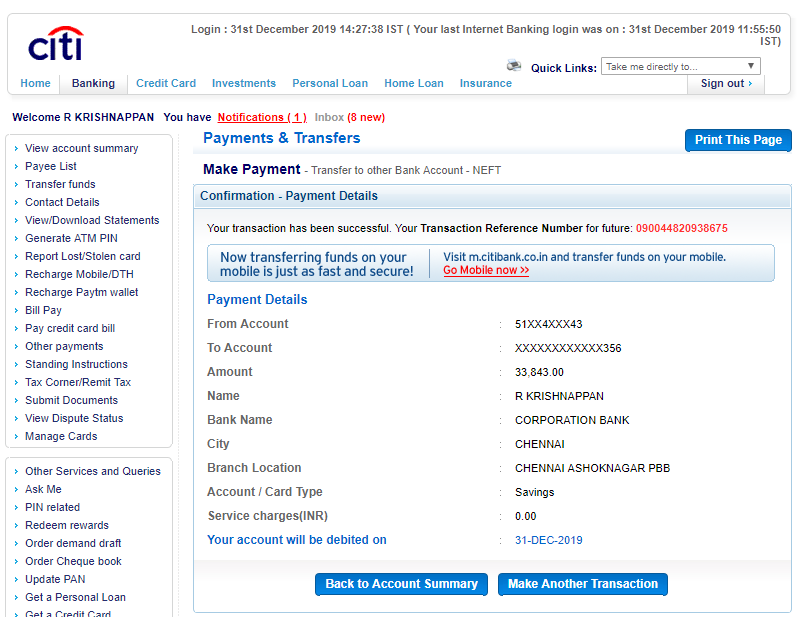 citi
Login : 31st December 2019 14:27:38 IST ( Your last Internet Banking login was on : 31st December 2019 11:55:50
IST)
Quick Links: Take me directly to...
Home Banking Credit Card Investments Personal Loan Home Loan Insurance Sign out ›
Welcome R KRISHNAPPAN You have Notifications ( 1 ) Inbox (8 new)
View account summary
Payee List
Transfer funds
Contact Details
View/Download Statements
Generate ATM PIN
Report Lost/Stolen card
Recharge Mobile/DTH
Recharge Paytm wallet
Bill Pay
Pay credit card bill
Other payments
Standing Instructions
Tax Corner/Remit Tax
Submit Documents
View Dispute Status
Manage Cards
Other Services and Queries
Ask Me
PIN related
Redeem rewards
Order demand draft
Order Cheque book
Update PAN
Get a Personal Loan
Get a Credit Card
Payments & Transfers
Print This Page
Make Payment - Transfer to other Bank Account - NEFT
Confirmation - Payment Details
Your transaction has been successful. Your Transaction Reference Number for future: 090044820938675
Now transferring funds on your
mobile is just as fast and secure!
Visit m.citibank.co.in and transfer funds on your mobile.
Go Mobile now >>
Payment Details
From Account : 51XX4XXX43
To Account : XXXXXXXXXXXX356
Amount : 33,843.00
Name : R KRISHNAPPAN
Bank Name : CORPORATION BANK
City : CHENNAI
Branch Location : CHENNAI ASHOKNAGAR PBB
Account / Card Type : Savings
Service charges(INR) : 0.00
Your account will be debited on : 31-DEC-2019
Back to Account Summary Make Another Transaction